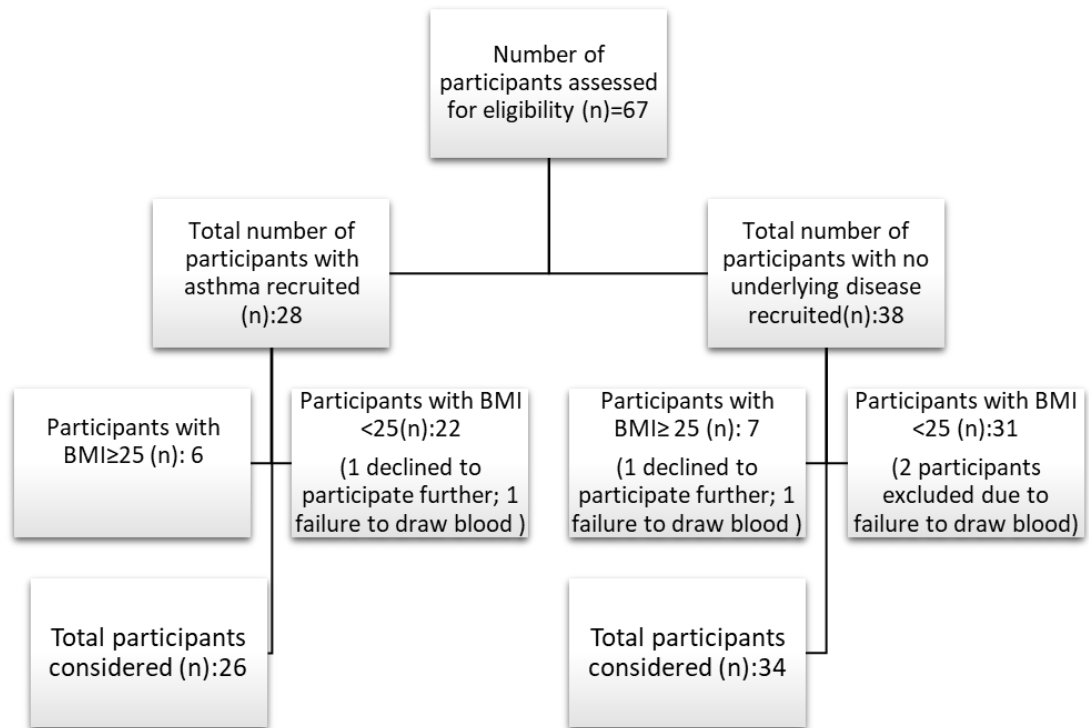 Number of
participants assessed
for eligibility (n)=67
Total number of
participants with
asthma recruited
(n):28
Total number of
participants with no
underlying disease
recruited(n):38
Participants with
BMI≥25 (n): 6
Participants with BMI
<25(n):22
(1 declined to
participate further; 1
failure to draw blood )
Participants with
BMI≥ 25 (n): 7
(1 declined to
participate further; 1
failure to draw blood )
Participants with BMI
<25 (n):31
(2 participants
excluded due to
failure to draw blood)
Total participants
considered (n):26
Total participants
considered (n):34